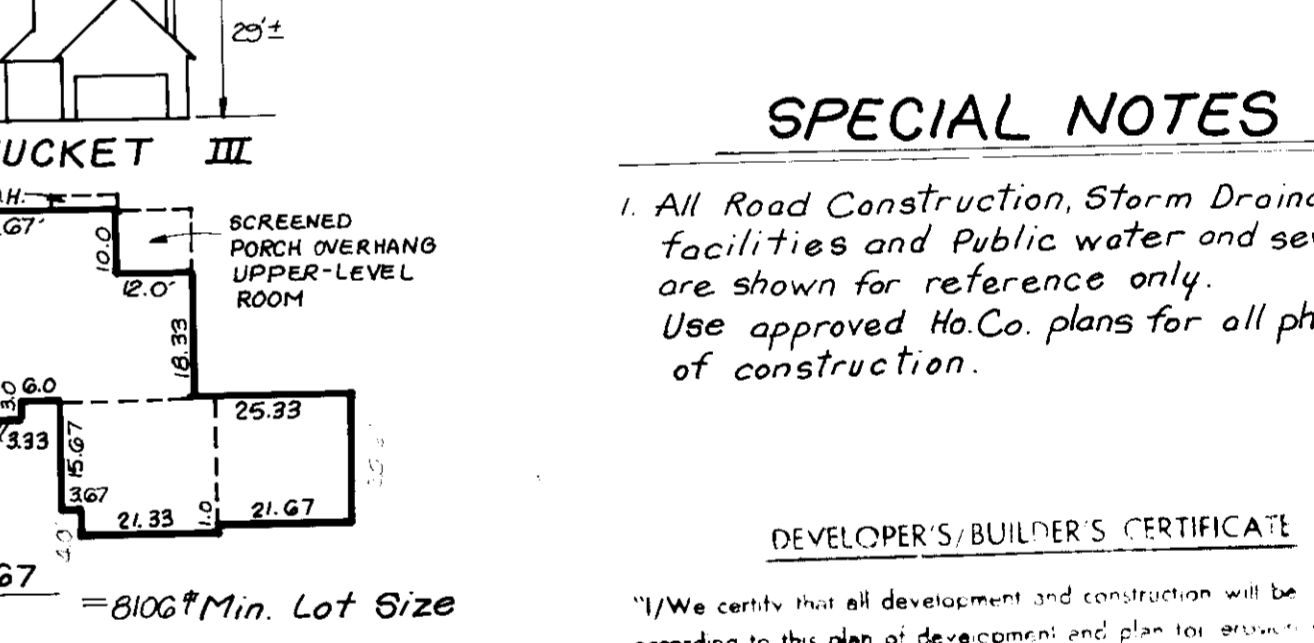 29'±
UCKET III
SPECIAL NOTES
1. All Road Construction, Storm Drain
facilities and Public water and se
are shown for reference only.
Use approved Ho.Co. plans for all ph
of construction.
.H.
.67'
10.0
SCREENED
PORCH OVERHANG
UPPER-LEVEL
ROOM
12.0'
18.33
3.0 6.0
25.33
3.33
15.67
3.67
21.33
1.0
21.67
4.0
67
=8106# Min. Lot Size
DEVELOPER'S/BUILDER'S CERTIFICATE
"I/We certify that all development and construction will be
according to this plan of development and plan for